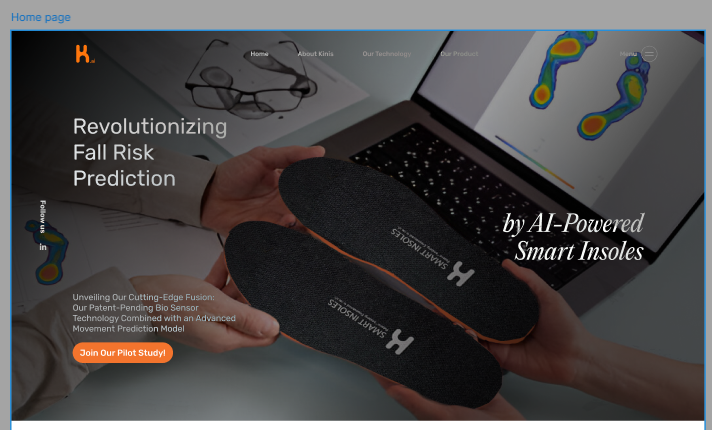 Home page
K.ai
Home
About Kinis
Our Technology
Our Product
Menu
Revolutionizing
Fall Risk
Prediction
by AI-Powered
Smart Insoles
Follow us
in
SMART INSOLES
SMART INSOLES
Unveiling Our Cutting-Edge Fusion:
Our Patent-Pending Bio Sensor
Technology Combined with an Advanced
Movement Prediction Model
Join Our Pilot Study!